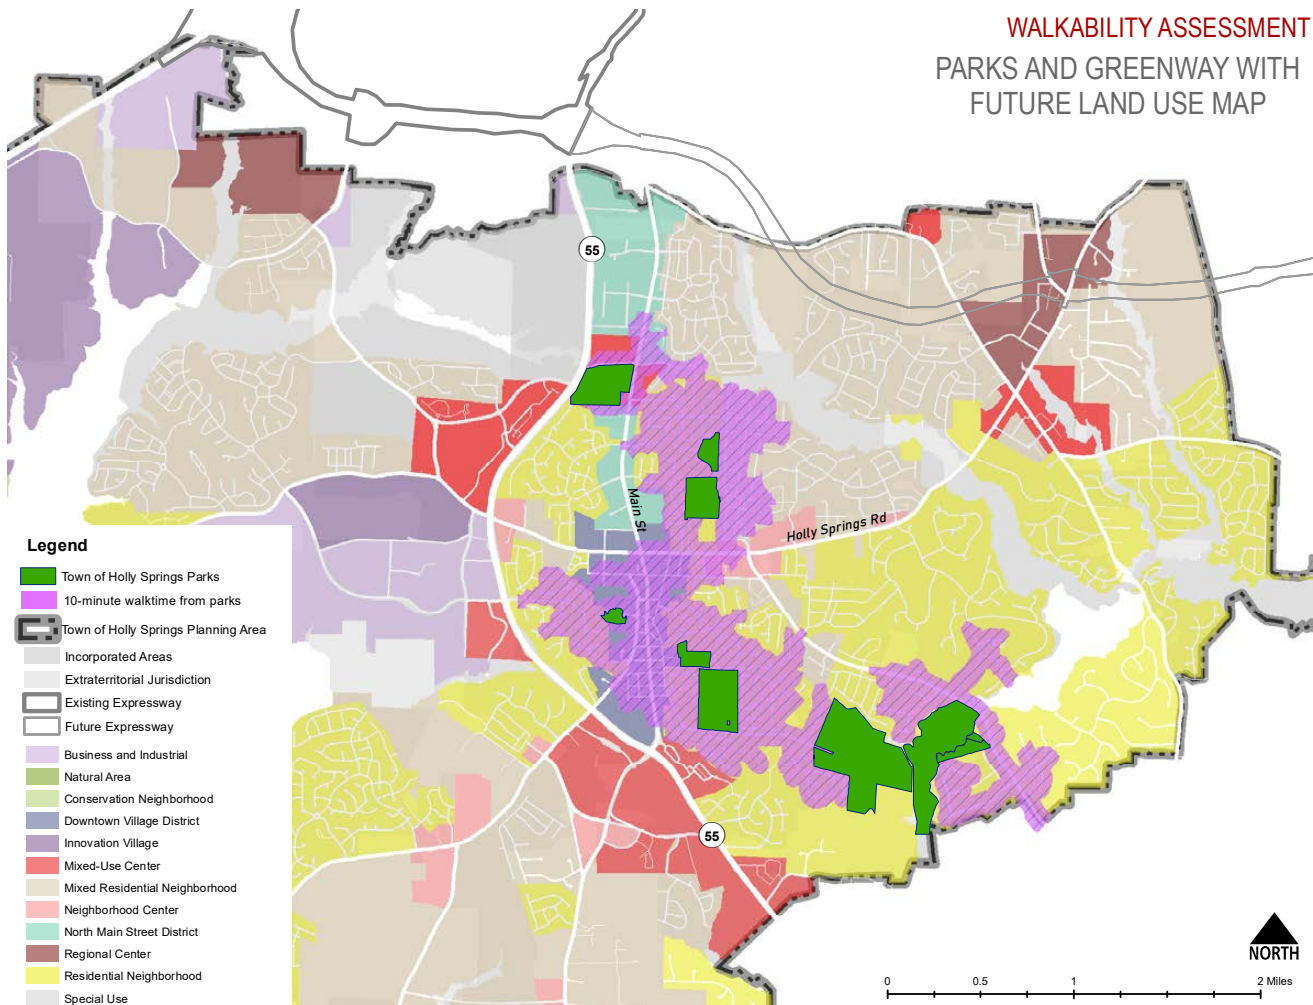 WALKABILITY ASSESSMENT
PARKS AND GREENWAY WITH
FUTURE LAND USE MAP
55
Main St
Holly Springs Rd
55
Legend
Town of Holly Springs Parks
10-minute walktime from parks
Town of Holly Springs Planning Area
Incorporated Areas
Extraterritorial Jurisdiction
Existing Expressway
Future Expressway
Business and Industrial
Natural Area
Conservation Neighborhood
Downtown Village District
Innovation Village
Mixed-Use Center
Mixed Residential Neighborhood
Neighborhood Center
North Main Street District
Regional Center
Residential Neighborhood
Special Use
NORTH
0 0.5 1 2 Miles